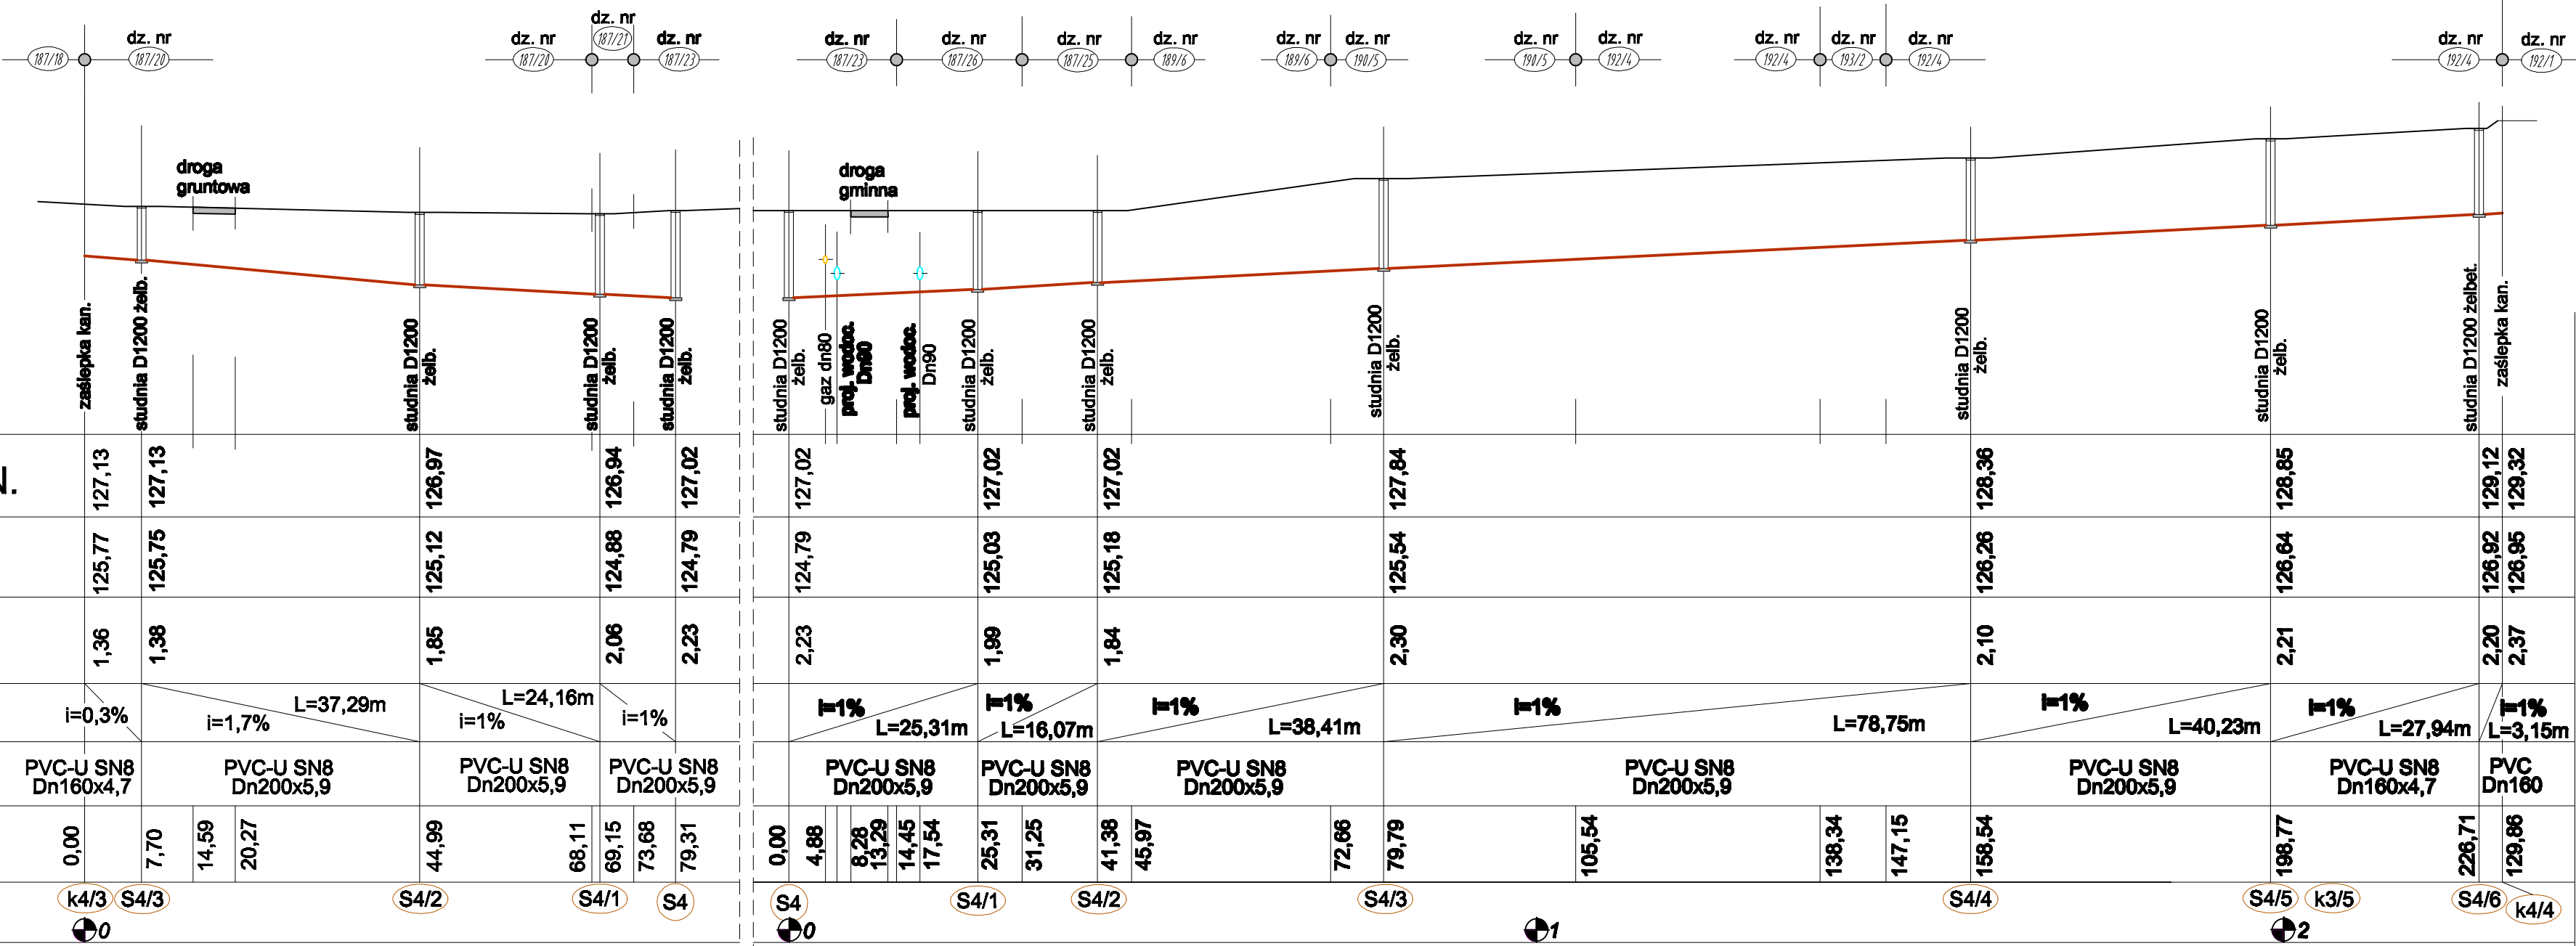 dz. nr
187/18
187/20
dz. nr
187/20
dz. nr
187/21
dz. nr
187/23
dz. nr
187/23
dz. nr
187/26
dz. nr
187/25
dz. nr
189/6
dz. nr
189/6
dz. nr
190/5
dz. nr
190/5
dz. nr
192/4
dz. nr
192/4
dz. nr
193/2
dz. nr
192/4
dz. nr
192/4
dz. nr
192/1
droga
gruntowa
droga
gminna
zaślepka kan.
studnia D1200 żelb.
studnia D1200
żelb.
studnia D1200
żelb.
studnia D1200
żelb.
studnia D1200
żelb.
gaz dn80
proj. wodoc.
Dn90
proj. wodoc.
Dn90
studnia D1200
żelb.
studnia D1200
żelb.
studnia D1200
żelb.
studnia D1200
żelb.
studnia D1200
żelb.
studnia D1200 żelbet.
zaślepka kan.
N.
127,13 127,13 126,97 126,94 127,02 127,02 127,02 127,02 127,84 128,36 128,85 129,12 129,32
125,77 125,75 125,12 124,88 124,79 124,79 125,03 125,18 125,54 126,26 126,64 126,92 126,95
1,36 1,38 1,85 2,06 2,23 2,23 1,99 1,84 2,30 2,10 2,21 2,20 2,37
i=0,3%
i=1,7%
L=37,29m
i=1%
L=24,16m
i=1%
i=1%
L=25,31m
i=1%
L=16,07m
i=1%
L=38,41m
i=1%
L=78,75m
i=1%
L=40,23m
i=1%
L=27,94m
i=1%
L=3,15m
PVC-U SN8
Dn160x4,7
PVC-U SN8
Dn200x5,9
PVC-U SN8
Dn200x5,9
PVC-U SN8
Dn200x5,9
PVC-U SN8
Dn200x5,9
PVC-U SN8
Dn200x5,9
PVC-U SN8
Dn200x5,9
PVC-U SN8
Dn200x5,9
PVC-U SN8
Dn200x5,9
PVC-U SN8
Dn160x4,7
PVC
Dn160
0,00 7,70 14,59 20,27 44,99 68,11 69,15 73,68 79,31 0,00 4,88 8,28 13,29 14,45 17,54 25,31 31,25 41,38 45,97 72,66 79,79 105,54 138,34 147,15 158,54 198,77 226,71 129,86
k4/3 S4/3 S4/2 S4/1 S4 S4 S4/1 S4/2 S4/3 S4/4 S4/5 k3/5 S4/6 k4/4
0 0 1 2